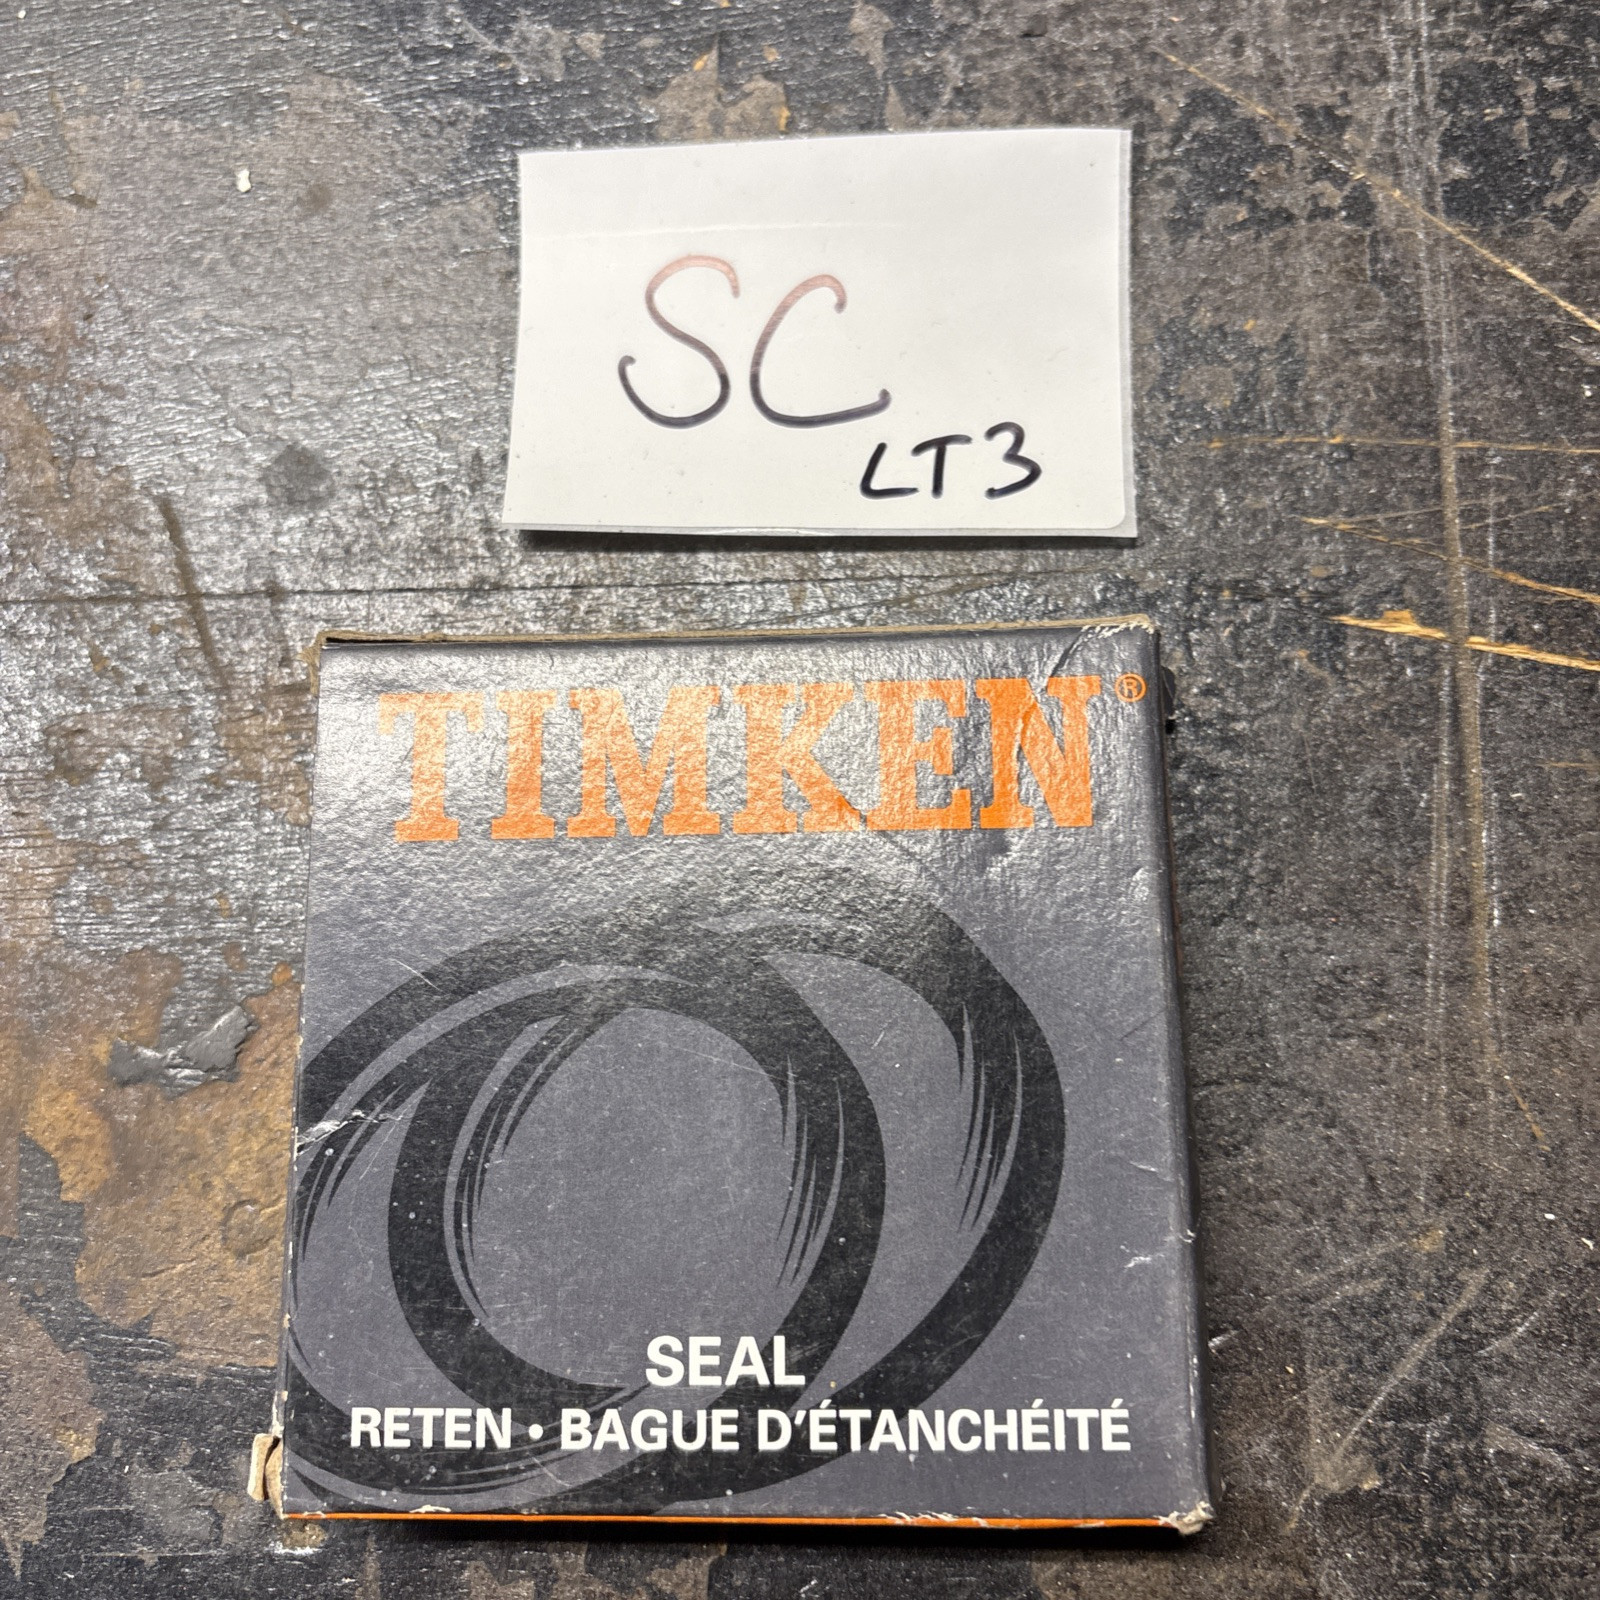 SC
LT3
TIMKEN®
SEAL
RETEN • BAGUE D'ÉTANCHÉITÉ